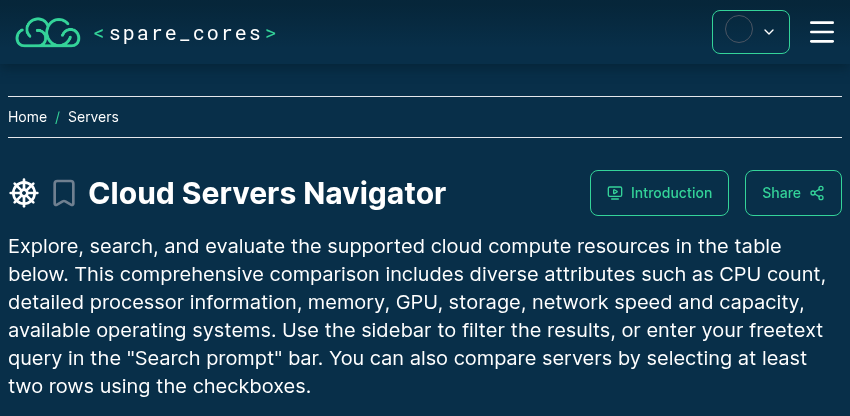 <spare_cores>
Home / Servers
Cloud Servers Navigator
Introduction
Share
Explore, search, and evaluate the supported cloud compute resources in the table
below. This comprehensive comparison includes diverse attributes such as CPU count,
detailed processor information, memory, GPU, storage, network speed and capacity,
available operating systems. Use the sidebar to filter the results, or enter your freetext
query in the "Search prompt" bar. You can also compare servers by selecting at least
two rows using the checkboxes.